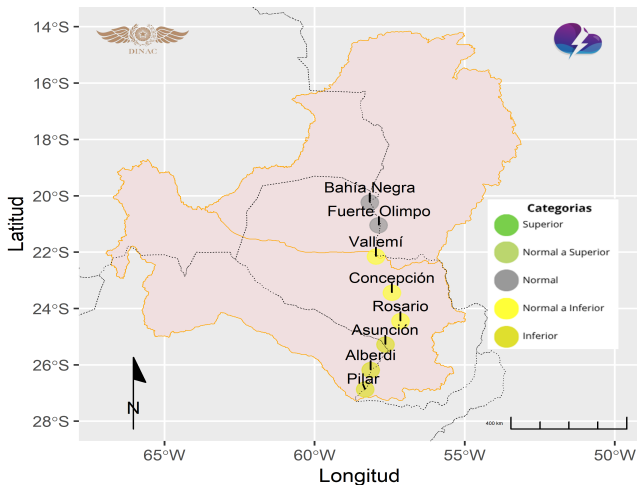 14°S
16°S
18°S
20°S
22°S
24°S
26°S
28°S
Latitud
DINAC
Bahía Negra
Fuerte Olimpo
Vallemí
Concepción
Rosario
Asunción
Alberdi
Pilar
Categorias
Superior
Normal a Superior
Normal
Normal a Inferior
Inferior
N
400 km
65°W
60°W
55°W
50°W
Longitud